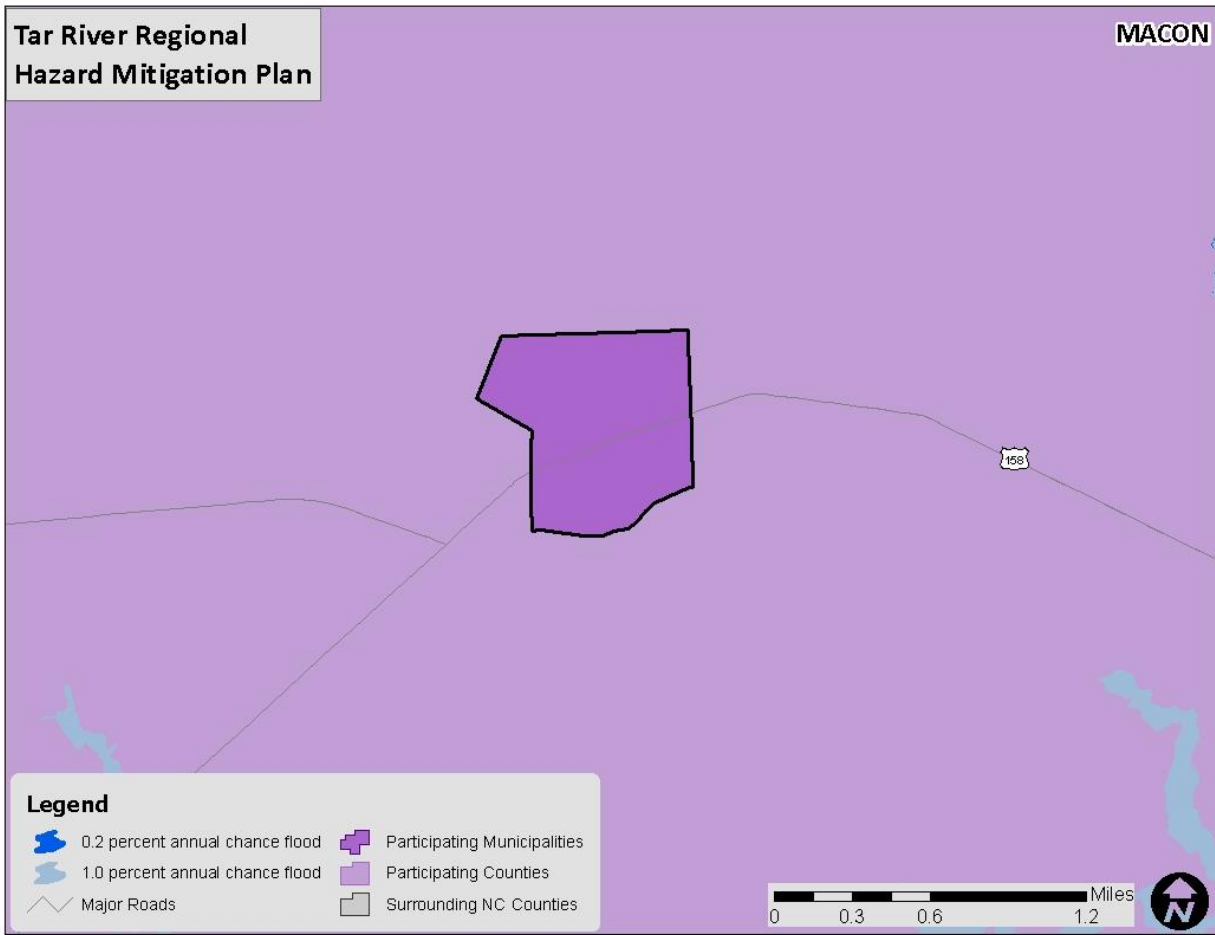 Tar River Regional
Hazard Mitigation Plan
MACON
158
Legend
0.2 percent annual chance flood
Participating Municipalities
1.0 percent annual chance flood
Participating Counties
Major Roads
Surrounding NC Counties
Miles
0 0.3 0.6 1.2
N